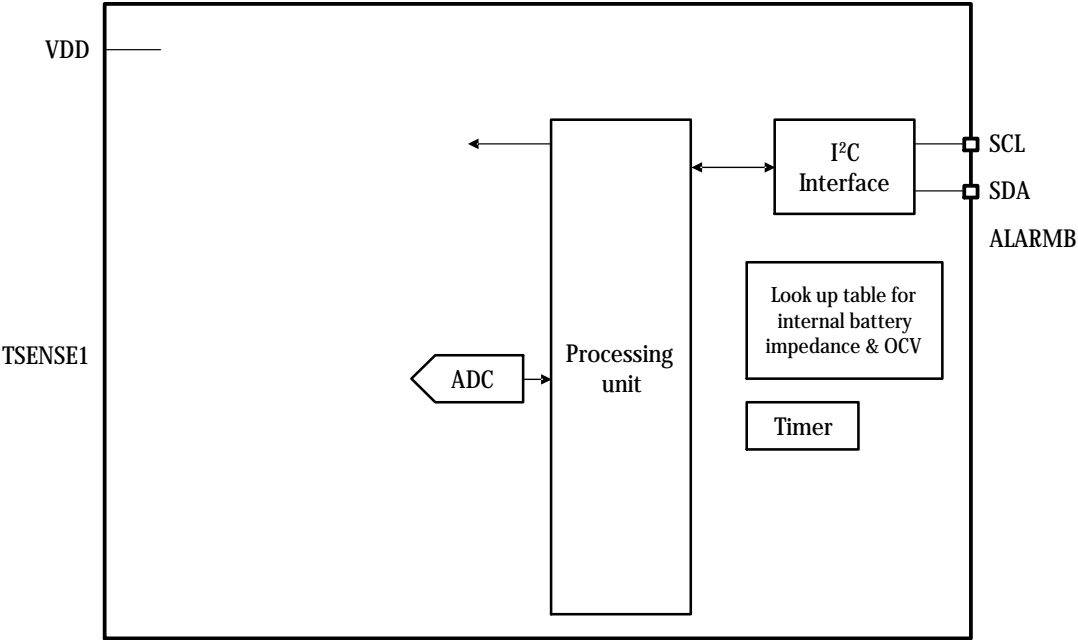 VDD
SCL
I²C
Interface
SDA
ALARMB
Look up table for
internal battery
impedance & OCV
TSENSE1
Processing
unit
ADC
Timer